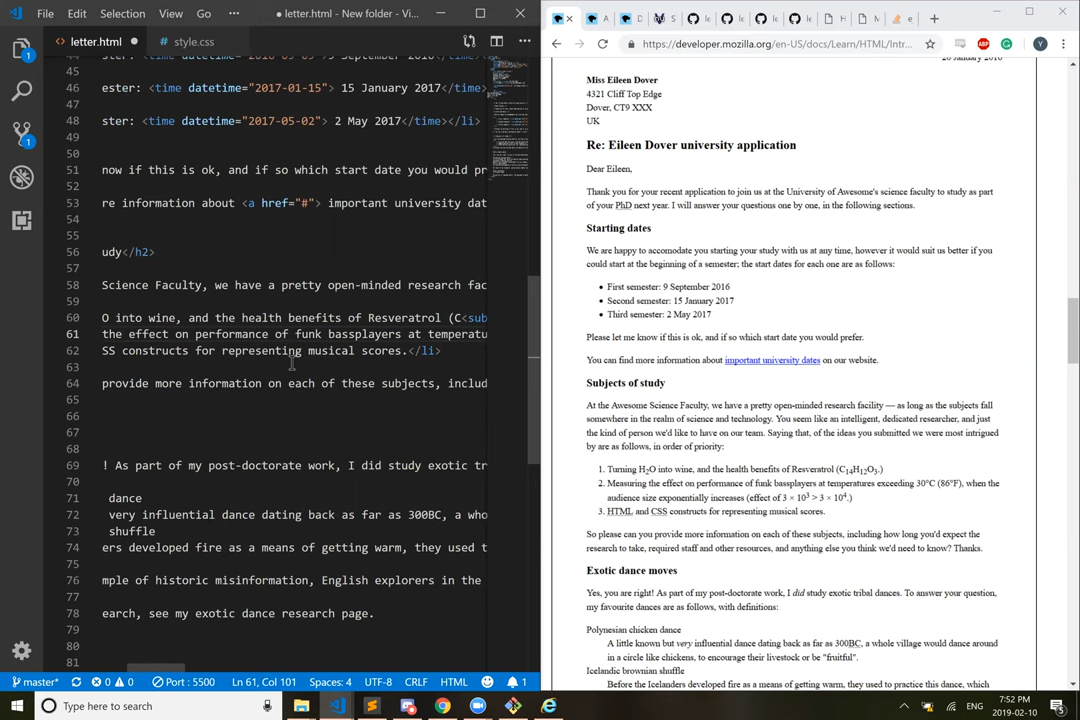 File Edit Selection View Go ··· ● letter.html - New folder - Vi...
letter.html ● style.css
45
46 ester: <time datetime="2017-01-15"> 15 January 2017</time>
47
48 ster: <time datetime="2017-05-02"> 2 May 2017</time></li>
49
50
51 now if this is ok, and if so which start date you would pr
52
53 re information about <a href="#"> important university dat
54
55
56 udy</h2>
57
58 Science Faculty, we have a pretty open-minded research fac
59
60 O into wine, and the health benefits of Resveratrol (C<sub
61 the effect on performance of funk bassplayers at temperatu
62 SS constructs for representing musical scores.</li>
63
64 provide more information on each of these subjects, includ
65
66
67
68
69 ! As part of my post-doctorate work, I did study exotic tr
70
71 dance
72 very influential dance dating back as far as 300BC, a who
73 shuffle
74 ers developed fire as a means of getting warm, they used t
75
76 mple of historic misinformation, English explorers in the
77
78 earch, see my exotic dance research page.
79
80
81
master* 0 0 Port : 5500 Ln 61, Col 101 Spaces: 4 UTF-8 CRLF HTML 1
https://developer.mozilla.org/en-US/docs/Learn/HTML/Intr...
Miss Eileen Dover
4321 Cliff Top Edge
Dover, CT9 XXX
UK
Re: Eileen Dover university application
Dear Eileen,
Thank you for your recent application to join us at the University of Awesome's science faculty to study as part
of your PhD next year. I will answer your questions one by one, in the following sections.
Starting dates
We are happy to accomodate you starting your study with us at any time, however it would suit us better if you
could start at the beginning of a semester; the start dates for each one are as follows:
• First semester: 9 September 2016
• Second semester: 15 January 2017
• Third semester: 2 May 2017
Please let me know if this is ok, and if so which start date you would prefer.
You can find more information about important university dates on our website.
Subjects of study
At the Awesome Science Faculty, we have a pretty open-minded research facility — as long as the subjects fall
somewhere in the realm of science and technology. You seem like an intelligent, dedicated researcher, and just
the kind of person we'd like to have on our team. Saying that, of the ideas you submitted we were most intrigued
by are as follows, in order of priority:
1. Turning H₂O into wine, and the health benefits of Resveratrol (C₁₄H₁₂O₃.)
2. Measuring the effect on performance of funk bassplayers at temperatures exceeding 30°C (86°F), when the
audience size exponentially increases (effect of 3 × 10³ > 3 × 10⁴.)
3. HTML and CSS constructs for representing musical scores.
So please can you provide more information on each of these subjects, including how long you'd expect the
research to take, required staff and other resources, and anything else you think we'd need to know? Thanks.
Exotic dance moves
Yes, you are right! As part of my post-doctorate work, I did study exotic tribal dances. To answer your question,
my favourite dances are as follows, with definitions:
Polynesian chicken dance
A little known but very influential dance dating back as far as 300BC, a whole village would dance around
in a circle like chickens, to encourage their livestock or be "fruitful".
Icelandic brownian shuffle
Before the Icelanders developed fire as a means of getting warm, they used to practice this dance, which
Type here to search
7:52 PM
2019-02-10